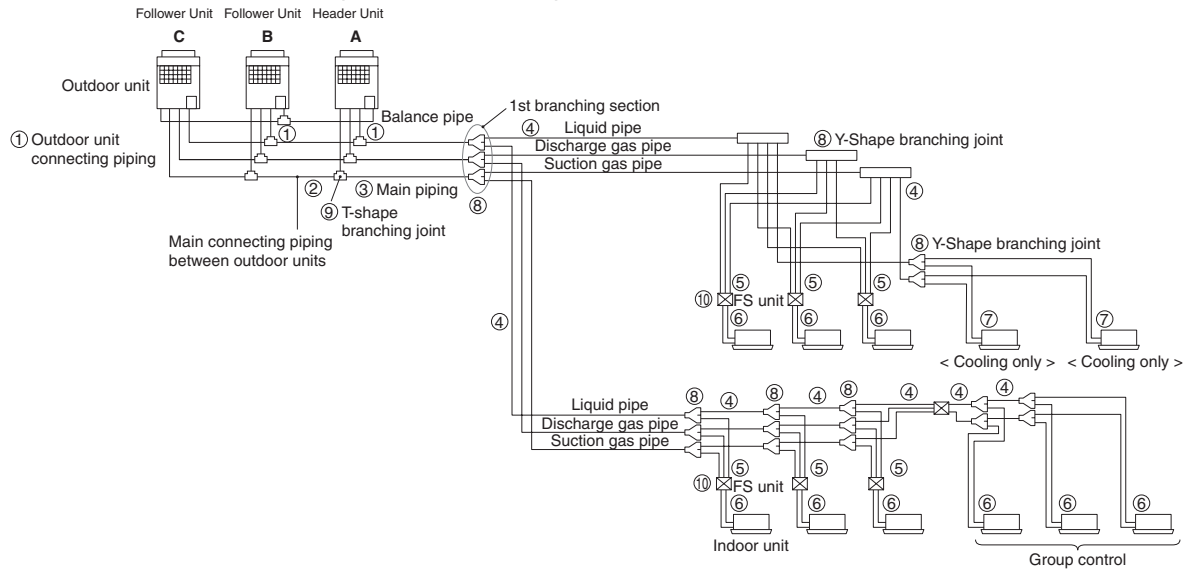 Follower Unit Follower Unit Header Unit
C B A
Outdoor unit
Balance pipe
① Outdoor unit
connecting piping
① ①
1st branching section
④ Liquid pipe
Discharge gas pipe
Suction gas pipe
⑧ Y-Shape branching joint
④
② ③ Main piping
⑧
⑨ T-shape
branching joint
Main connecting piping
between outdoor units
⑧ Y-Shape branching joint
⑤ ⑤ ⑤
⑩ FS unit
⑥ ⑥ ⑥ ⑦ ⑦
< Cooling only > < Cooling only >
④
⑧ ④ ⑧ ④ ⑧ ④ ④ ④
Liquid pipe
Discharge gas pipe
Suction gas pipe
⑤ ⑤ ⑤
⑩ FS unit
⑥ ⑥ ⑥ ⑥ ⑥ ⑥
Indoor unit
Group control